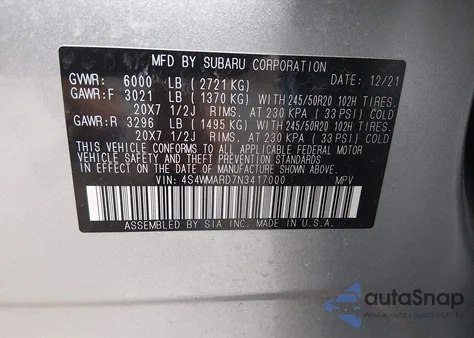 MFD BY SUBARU CORPORATION
GVWR: 6000 LB (2721 KG) DATE: 12/21
GAWR:F 3021 LB (1370 KG) WITH 245/50R20 102H TIRES.
20X7 1/2J RIMS. AT 230 KPA (33 PSI) COLD
GAWR:R 3296 LB (1495 KG) WITH 245/50R20 102H TIRES.
20X7 1/2J RIMS. AT 230 KPA (33 PSI) COLD
THIS VEHICLE CONFORMS TO ALL APPLICABLE FEDERAL MOTOR
VEHICLE SAFETY AND THEFT PREVENTION STANDARDS IN EFFECT
ON THE DATE OF MANUFACTURE SHOWN ABOVE.
VIN: 4S4WMARD7N3417000 MPV
ASSEMBLED BY SIA INC. MADE IN U.S.A.
autoSnap